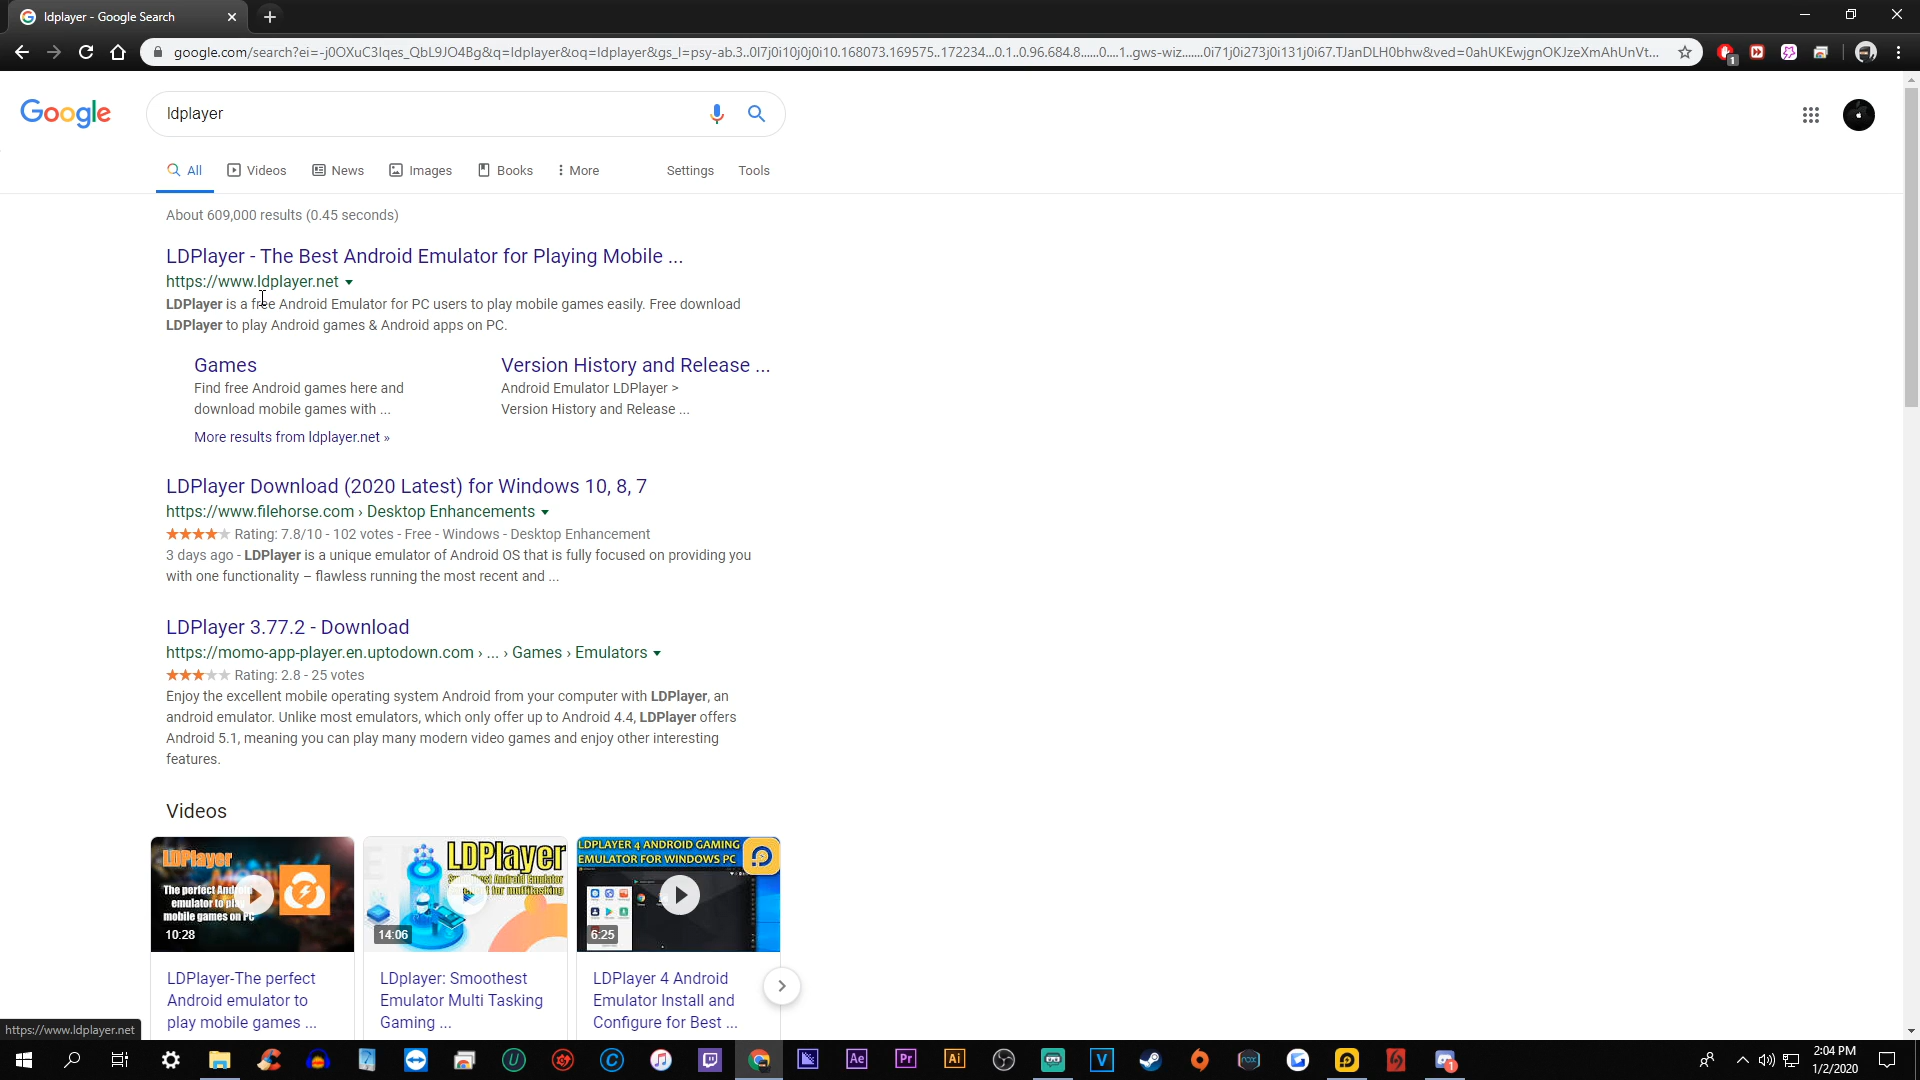 ldplayer - Google Search
google.com/search?ei=-j0OXuC3Iqes_QbL9JO4Bg&q=ldplayer&oq=ldplayer&gs_l=psy-ab.3..0l7j0i10j0j0i10.168073.169575..172234...0.1..0.96.684.8......0....1..gws-wiz.......0i71j0i273j0i131j0i67.TJanDLH0bhw&ved=0ahUKEwjgnOKJzeXmAhUnVt...
1
Google
ldplayer
All
Videos
News
Images
Books
More
Settings
Tools
About 609,000 results (0.45 seconds)
LDPlayer - The Best Android Emulator for Playing Mobile ...
https://www.ldplayer.net
LDPlayer is a free Android Emulator for PC users to play mobile games easily. Free download
LDPlayer to play Android games & Android apps on PC.
Games
Find free Android games here and
download mobile games with ...
Version History and Release ...
Android Emulator LDPlayer >
Version History and Release ...
More results from ldplayer.net »
LDPlayer Download (2020 Latest) for Windows 10, 8, 7
https://www.filehorse.com › Desktop Enhancements
Rating: 7.8/10 - 102 votes - Free - Windows - Desktop Enhancement
3 days ago - LDPlayer is a unique emulator of Android OS that is fully focused on providing you
with one functionality – flawless running the most recent and ...
LDPlayer 3.77.2 - Download
https://momo-app-player.en.uptodown.com › ... › Games › Emulators
Rating: 2.8 - 25 votes
Enjoy the excellent mobile operating system Android from your computer with LDPlayer, an
android emulator. Unlike most emulators, which only offer up to Android 4.4, LDPlayer offers
Android 5.1, meaning you can play many modern video games and enjoy other interesting
features.
Videos
LDPlayer
The perfect Android
emulator to play
mobile games on PC
10:28
LDPlayer-The perfect
Android emulator to
play mobile games ...
LDPlayer
14:06
LDplayer: Smoothest
Emulator Multi Tasking
Gaming ...
LDPLAYER 4 ANDROID GAMING
EMULATOR FOR WINDOWS PC
6:25
LDPlayer 4 Android
Emulator Install and
Configure for Best ...
https://www.ldplayer.net
Ae
Pr
Ai
V
nox
1
2:04 PM
1/2/2020